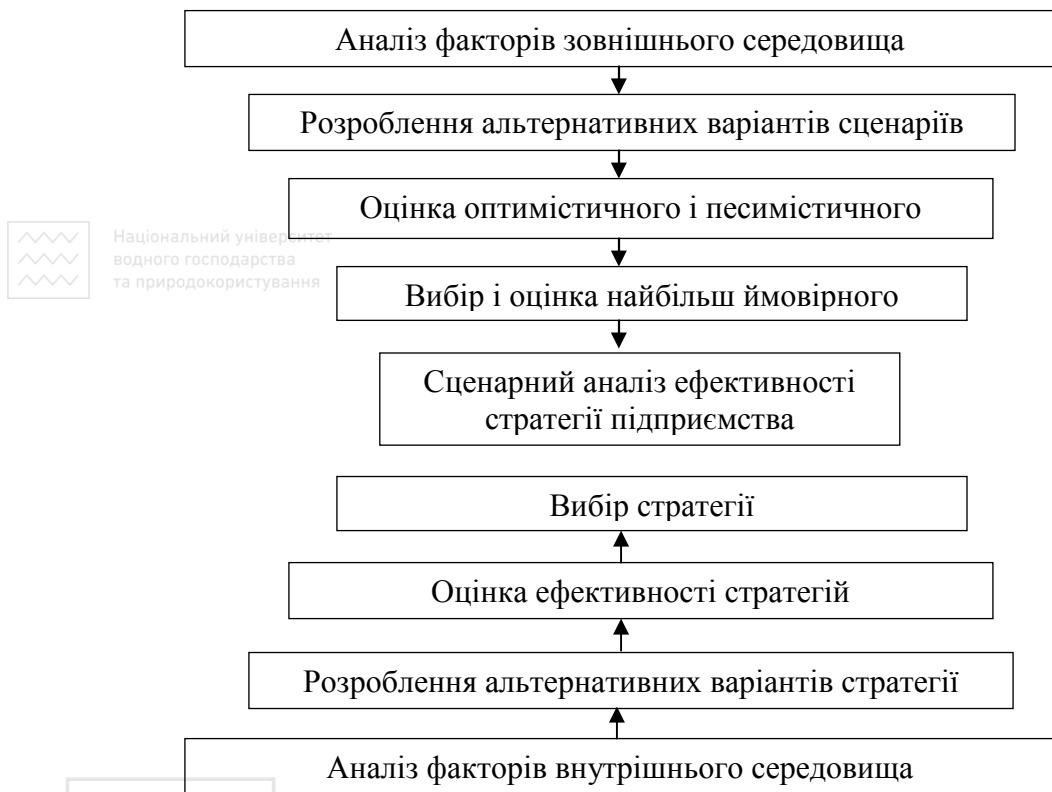 Аналіз факторів зовнішнього середовища
Розроблення альтернативних варіантів сценаріїв
Оцінка оптимістичного і песимістичного
Національний університет
водного господарства
та природокористування
Вибір і оцінка найбільш ймовірного
Сценарний аналіз ефективності
стратегії підприємства
Вибір стратегії
Оцінка ефективності стратегій
Розроблення альтернативних варіантів стратегії
Аналіз факторів внутрішнього середовища